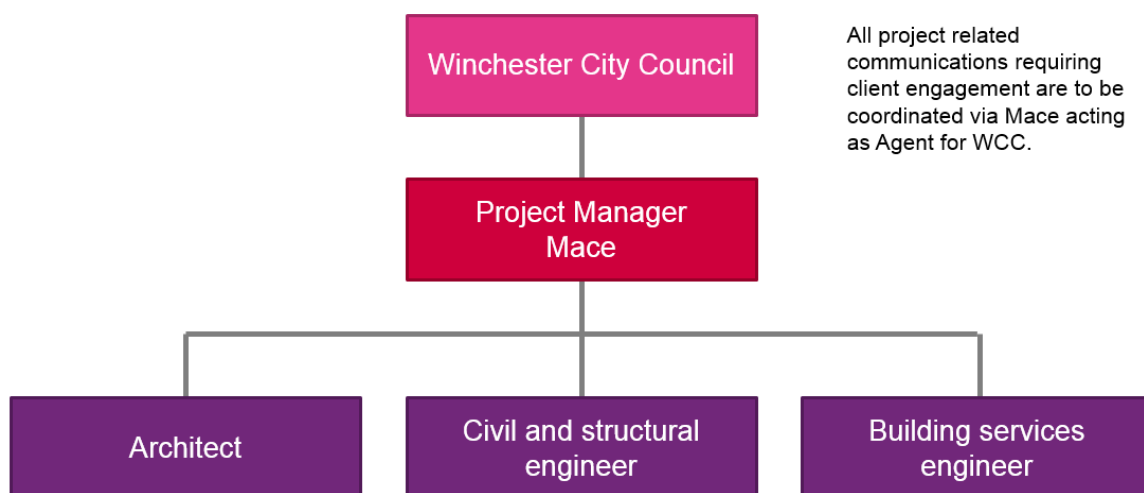 Winchester City Council
All project related
communications requiring
client engagement are to be
coordinated via Mace acting
as Agent for WCC.
Project Manager
Mace
Architect
Civil and structural
engineer
Building services
engineer